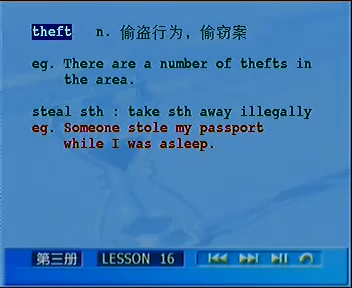 theft n. 偷盗行为，偷窃案
eg. There are a number of thefts in
the area.
steal sth : take sth away illegally
eg. Someone stole my passport
while I was asleep.
第三册 LESSON 16